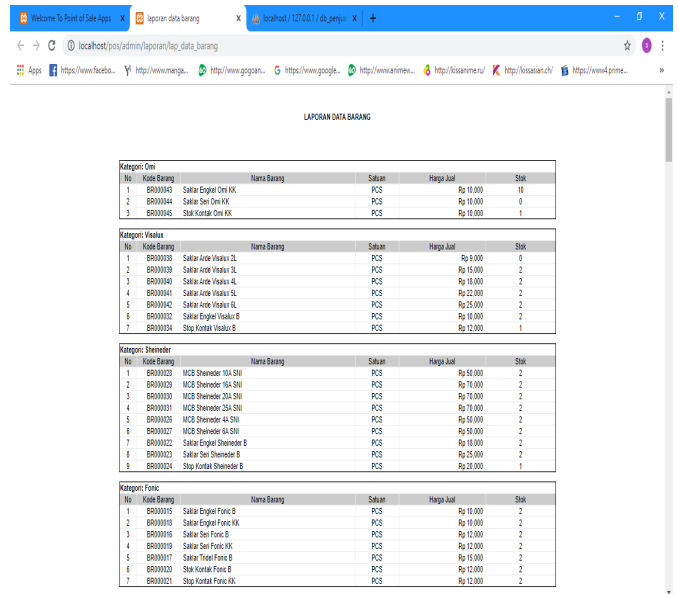 Welcome To Point of Sale Apps
laporan data barang
localhost / 127.0.0.1 / db_penju
localhost/pos/admin/laporan/lap_data_barang
Apps
https://www.facebo...
http://www.manga...
http://www.gogoan...
https://www.google...
http://www.animew...
http://kissanime.ru/
http://kissasian.ch/
https://www4.prime...
LAPORAN DATA BARANG
Kategori: Omi
No Kode Barang Nama Barang Satuan Harga Jual Stok
1 BR000043 Saklar Engkel Omi KK PCS Rp 10,000 10
2 BR000044 Saklar Seri Omi KK PCS Rp 10,000 0
3 BR000045 Stok Kontak Omi KK PCS Rp 10,000 1
Kategori: Visalux
No Kode Barang Nama Barang Satuan Harga Jual Stok
1 BR000038 Saklar Arde Visalux 2L PCS Rp 9,000 0
2 BR000039 Saklar Arde Visalux 3L PCS Rp 15,000 2
3 BR000040 Saklar Arde Visalux 4L PCS Rp 18,000 2
4 BR000041 Saklar Arde Visalux 5L PCS Rp 22,000 2
5 BR000042 Saklar Arde Visalux 6L PCS Rp 25,000 2
6 BR000032 Saklar Engkel Visalux B PCS Rp 10,000 2
7 BR000034 Stop Kontak Visalux B PCS Rp 12,000 1
Kategori: Sheineder
No Kode Barang Nama Barang Satuan Harga Jual Stok
1 BR000028 MCB Sheineder 10A SNI PCS Rp 50,000 2
2 BR000029 MCB Sheineder 16A SNI PCS Rp 70,000 2
3 BR000030 MCB Sheineder 20A SNI PCS Rp 70,000 2
4 BR000031 MCB Sheineder 25A SNI PCS Rp 70,000 2
5 BR000026 MCB Sheineder 4A SNI PCS Rp 50,000 2
6 BR000027 MCB Sheineder 6A SNI PCS Rp 50,000 2
7 BR000022 Saklar Engkel Sheineder B PCS Rp 18,000 2
8 BR000023 Saklar Seri Sheineder B PCS Rp 25,000 2
9 BR000024 Stop Kontak Sheineder B PCS Rp 20,000 1
Kategori: Fonic
No Kode Barang Nama Barang Satuan Harga Jual Stok
1 BR000015 Saklar Engkel Fonic B PCS Rp 10,000 2
2 BR000018 Saklar Engkel Fonic KK PCS Rp 10,000 2
3 BR000016 Saklar Seri Fonic B PCS Rp 12,000 2
4 BR000019 Saklar Seri Fonic KK PCS Rp 12,000 2
5 BR000017 Saklar Tridel Fonic B PCS Rp 15,000 2
6 BR000020 Stok Kontak Fonic B PCS Rp 12,000 2
7 BR000021 Stop Kontak Fonic KK PCS Rp 12,000 2